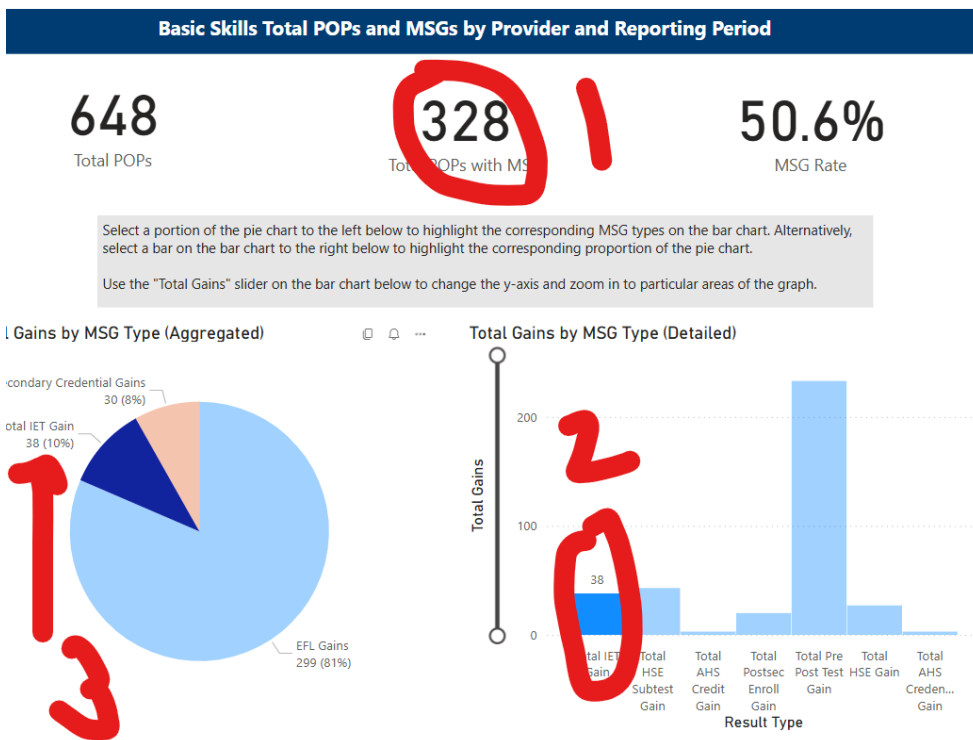 Basic Skills Total POPs and MSGs by Provider and Reporting Period
648
328
1
50.6%
Total POPs
POPs with
MSG Rate
Select a portion of the pie chart to the left below to highlight the corresponding MSG types on the bar chart. Alternatively,
select a bar on the bar chart to the right below to highlight the corresponding proportion of the pie chart.
Use the "Total Gains" slider on the bar chart below to change the y-axis and zoom in to particular areas of the graph.
l Gains by MSG Type (Aggregated)
Total Gains by MSG Type (Detailed)
condary Credential Gains
30 (8%)
otal IET Gain
38 (10%)
EFL Gains
299 (81%)
3
2
Total Gains
200
100
0
38
tal IET
Gain
Total
HSE
Subtest
Gain
Total
AHS
Credit
Gain
Total
Postsec
Enroll
Gain
Total Pre
Post Test
Gain
Total
HSE Gain
Total
AHS
Creden...
Gain
Result Type